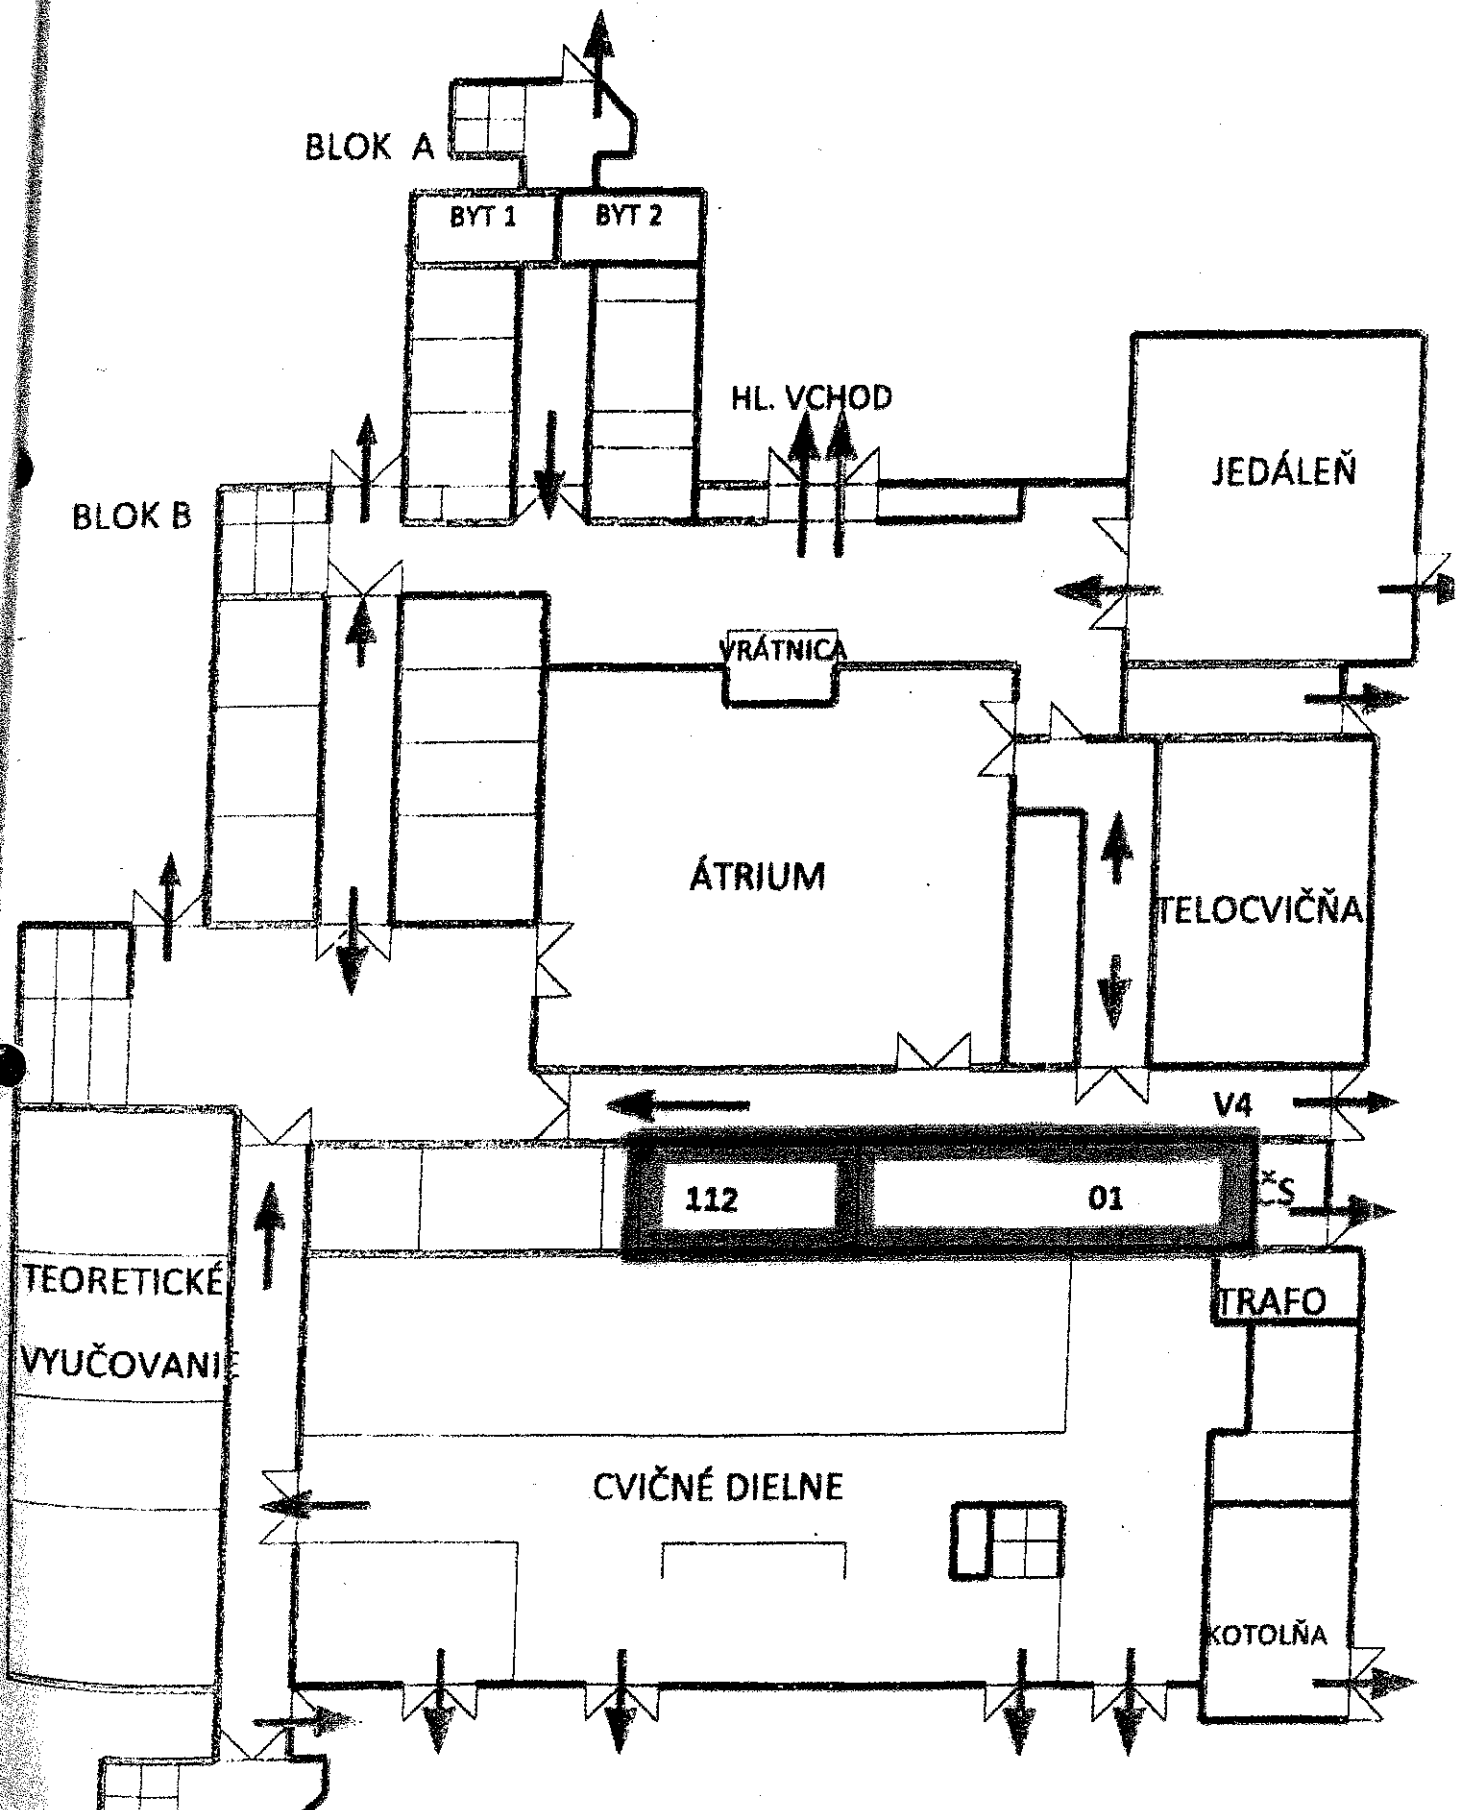 BLOK A
BYT 1
BYT 2
HL. VCHOD
JEDÁLEŇ
BLOK B
VRÁTNICA
ÁTRIUM
TELOCVIČŇA
V4
112
01
ČS
TEORETICKÉ
TRAFO
VYUČOVANIE
CVIČNÉ DIELNE
KOTOLŇA